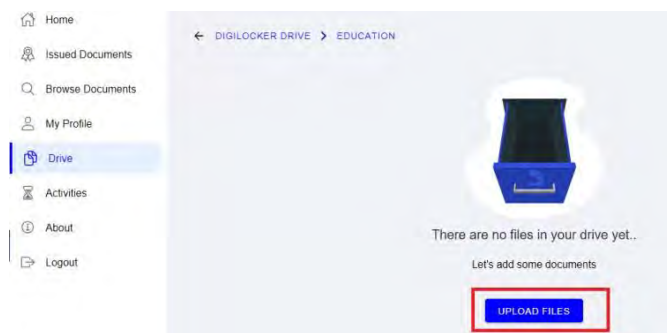 Home
Issued Documents
Browse Documents
My Profile
Drive
Activities
About
Logout
DIGILOCKER DRIVE > EDUCATION
There are no files in your drive yet..
Let's add some documents
UPLOAD FILES